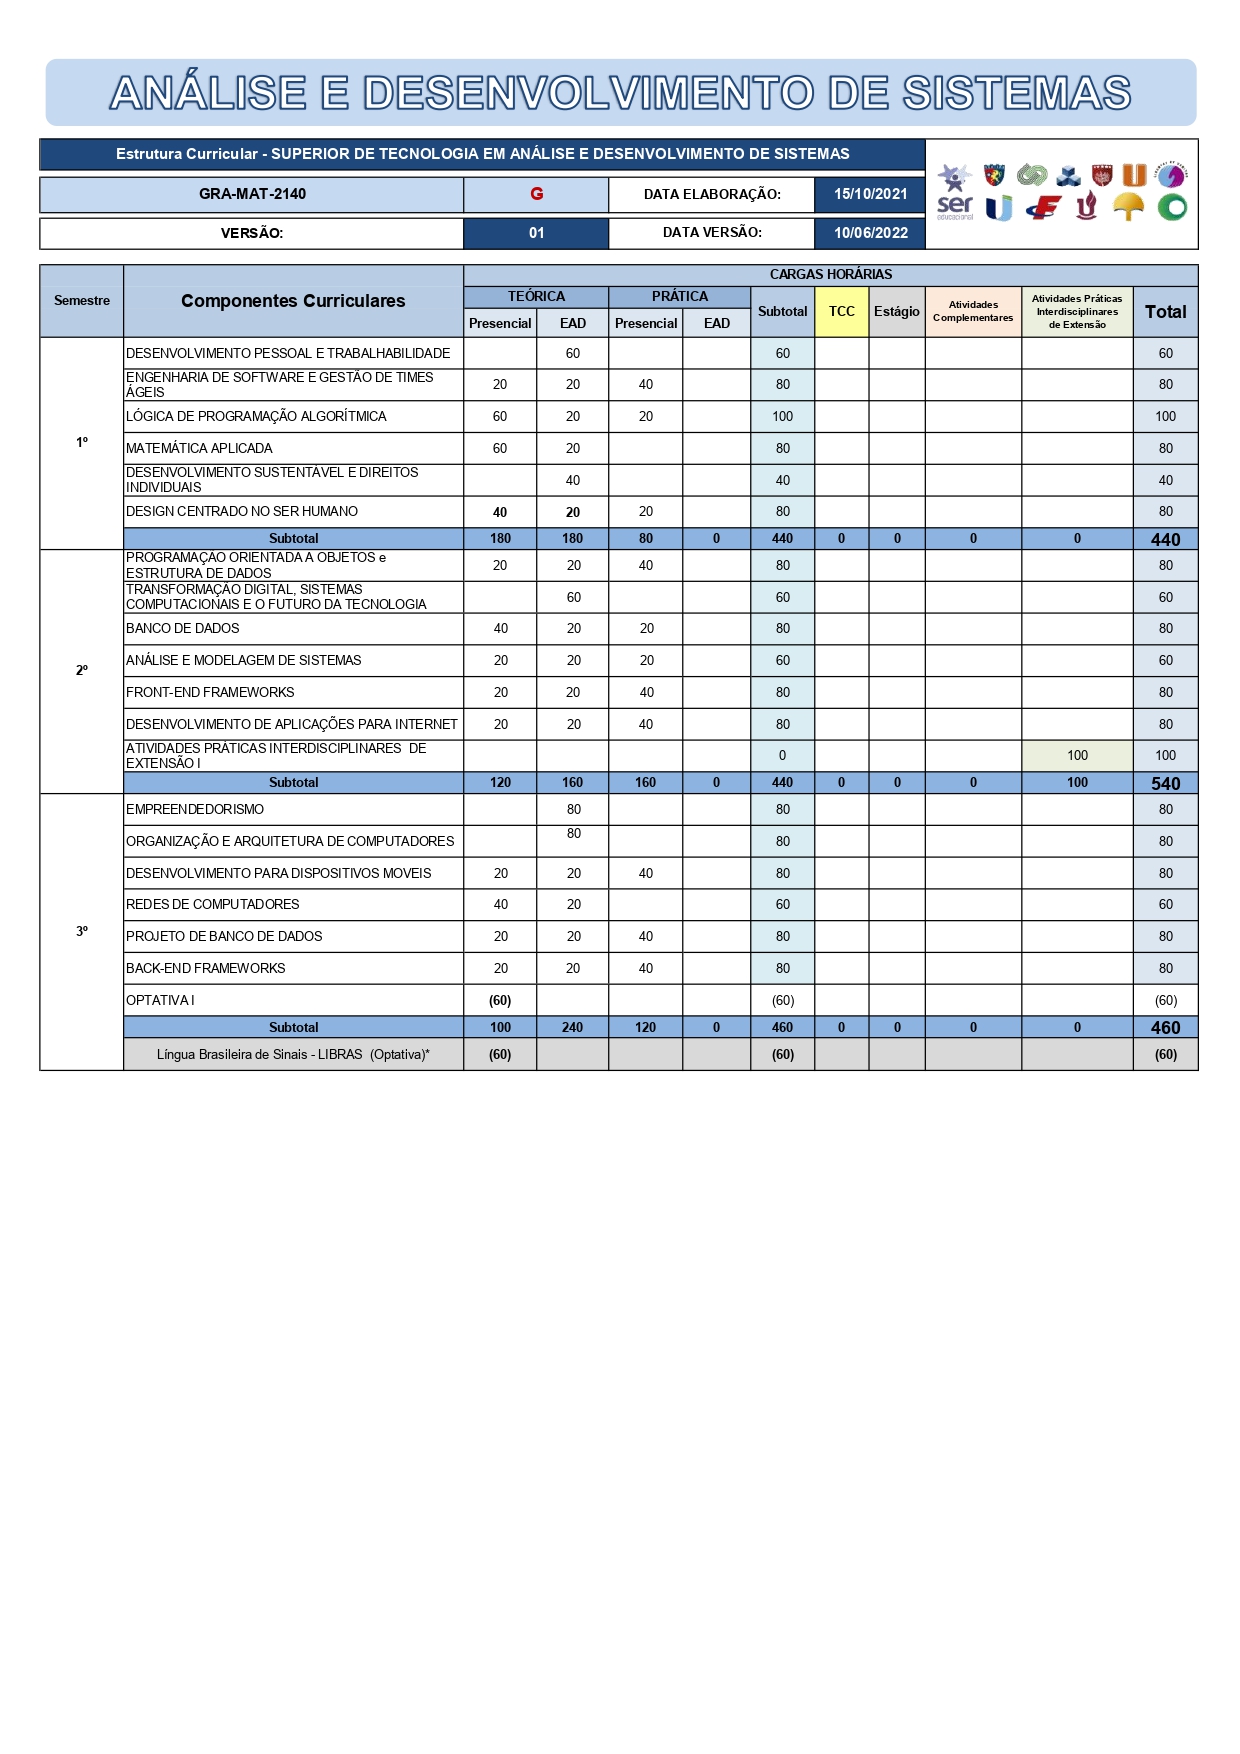 ANÁLISE E DESENVOLVIMENTO DE SISTEMAS
Estrutura Curricular - SUPERIOR DE TECNOLOGIA EM ANÁLISE E DESENVOLVIMENTO DE SISTEMAS
GRA-MAT-2140 G DATA ELABORAÇÃO: 15/10/2021
VERSÃO: 01 DATA VERSÃO: 10/06/2022
ser
educacional
Semestre Componentes Curriculares CARGAS HORÁRIAS
TEÓRICA PRÁTICA Subtotal TCC Estágio Atividades Complementares Atividades Práticas Interdisciplinares de Extensão Total
Presencial EAD Presencial EAD
1º
DESENVOLVIMENTO PESSOAL E TRABALHABILIDADE 60 60 60
ENGENHARIA DE SOFTWARE E GESTÃO DE TIMES
ÁGEIS 20 20 40 80 80
LÓGICA DE PROGRAMAÇÃO ALGORÍTMICA 60 20 20 100 100
MATEMÁTICA APLICADA 60 20 80 80
DESENVOLVIMENTO SUSTENTÁVEL E DIREITOS
INDIVIDUAIS 40 40 40
DESIGN CENTRADO NO SER HUMANO 40 20 20 80 80
Subtotal 180 180 80 0 440 0 0 0 0 440
2º
PROGRAMAÇÃO ORIENTADA A OBJETOS e
ESTRUTURA DE DADOS 20 20 40 80 80
TRANSFORMAÇÃO DIGITAL, SISTEMAS
COMPUTACIONAIS E O FUTURO DA TECNOLOGIA 60 60 60
BANCO DE DADOS 40 20 20 80 80
ANÁLISE E MODELAGEM DE SISTEMAS 20 20 20 60 60
FRONT-END FRAMEWORKS 20 20 40 80 80
DESENVOLVIMENTO DE APLICAÇÕES PARA INTERNET 20 20 40 80 80
ATIVIDADES PRÁTICAS INTERDISCIPLINARES DE
EXTENSÃO I 0 100 100
Subtotal 120 160 160 0 440 0 0 0 100 540
3º
EMPREENDEDORISMO 80 80 80
ORGANIZAÇÃO E ARQUITETURA DE COMPUTADORES 80 80 80
DESENVOLVIMENTO PARA DISPOSITIVOS MOVEIS 20 20 40 80 80
REDES DE COMPUTADORES 40 20 60 60
PROJETO DE BANCO DE DADOS 20 20 40 80 80
BACK-END FRAMEWORKS 20 20 40 80 80
OPTATIVA I (60) (60) (60)
Subtotal 100 240 120 0 460 0 0 0 0 460
Língua Brasileira de Sinais - LIBRAS (Optativa)* (60) (60) (60)